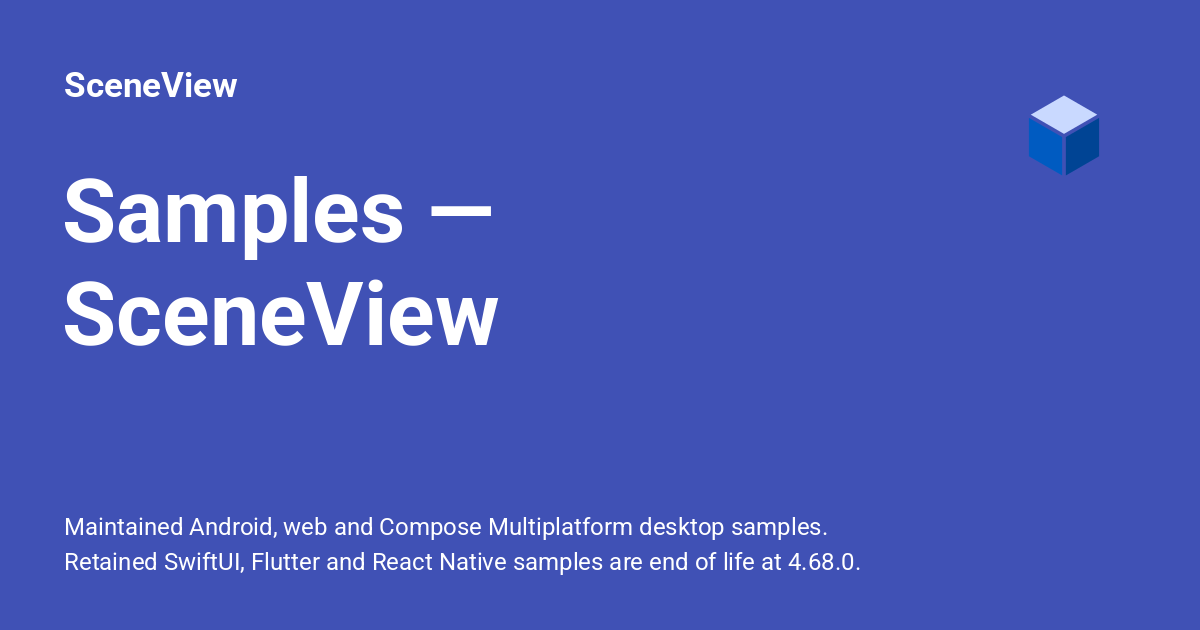 SceneView
Samples —
SceneView
Maintained Android, web and Compose Multiplatform desktop samples.
Retained SwiftUI, Flutter and React Native samples are end of life at 4.68.0.